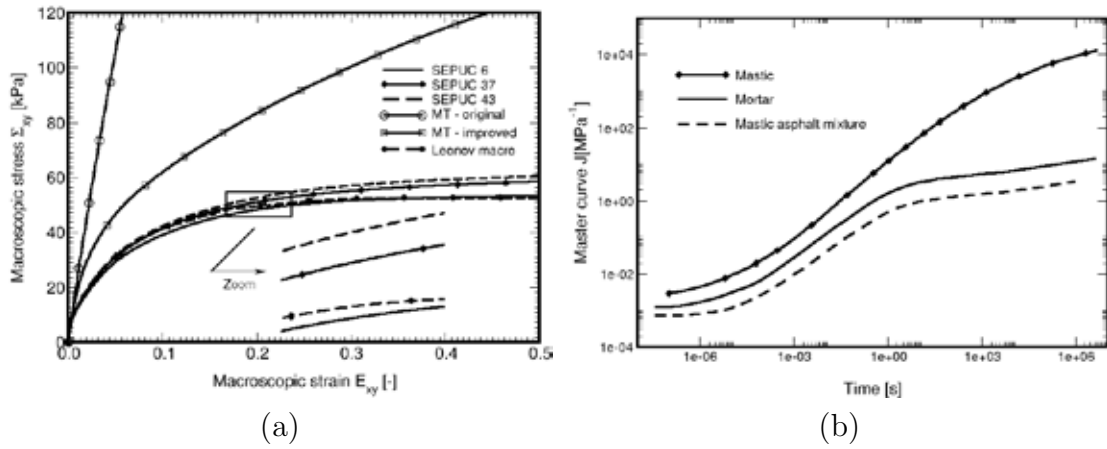 120
100
80
60
40
20
0
Macroscopic stress Σxy [kPa]
SEPUC 6
SEPUC 37
SEPUC 43
MT - original
MT - improved
Leonov macro
Zoom
0.0 0.1 0.2 0.3 0.4 0.5
Macroscopic strain Exy [-]
(a)
1e+04
1e+02
1e+00
1e-02
1e-04
Master curve J[MPa-1]
Mastic
Mortar
Mastic asphalt mixture
1e-06 1e-03 1e+00 1e+03 1e+05
Time [s]
(b)